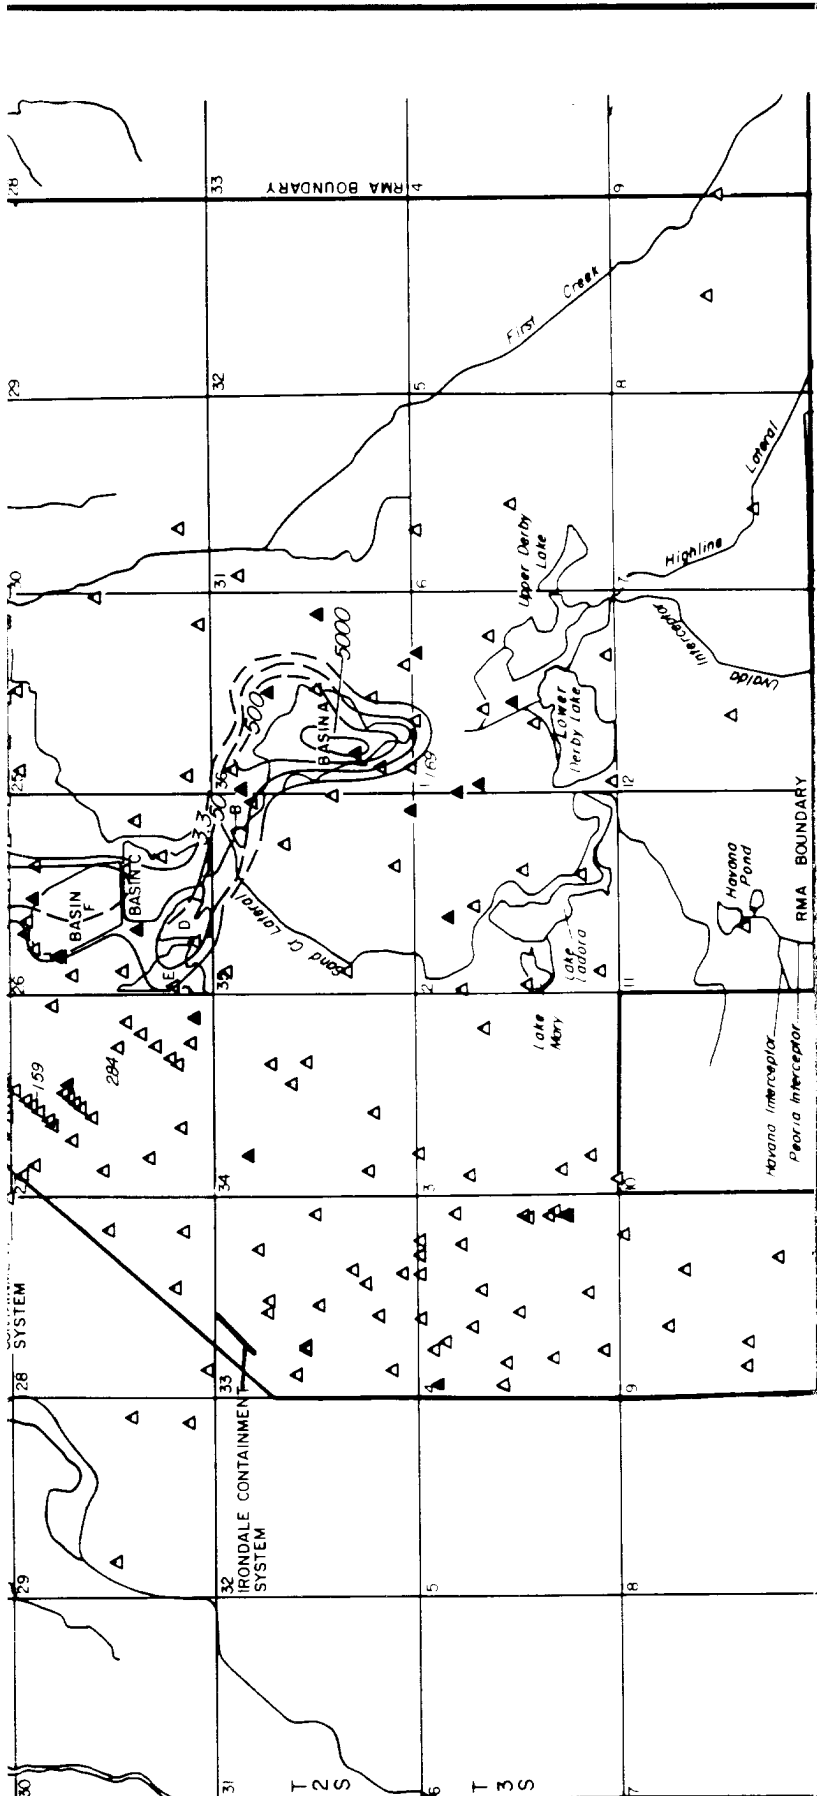 28
33
RMA BOUNDARY
4
9
29
32
5
8
First Creek
Highline Lateral
30
31
6
7
Upper Derby
Lake
Lower
Derby Lake
Uvalda Interceptor
5000
500
50
3.3
BASIN A
169
25
36
1
12
B
BASIN C
BASIN
F
D
E
Sand Cr Lateral
Lake
Ladora
Lake
Mary
Havana
Pond
RMA BOUNDARY
26
35
2
11
Havana Interceptor
Peoria Interceptor
159
284
27
34
3
10
SYSTEM
28
33
4
9
IRONDALE CONTAINMENT
SYSTEM
29
32
5
8
30
31
6
7
T
2
S
T
3
S